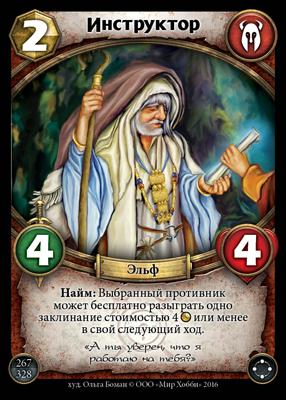 2 Инструктор
4 4
Эльф
Найм: Выбранный противник
может бесплатно разыграть одно
заклинание стоимостью 4 или менее
в свой следующий ход.
«А ты уверен, что я
работаю на тебя?»
267
328
худ. Ольга Боман © ООО «Мир Хобби» 2016